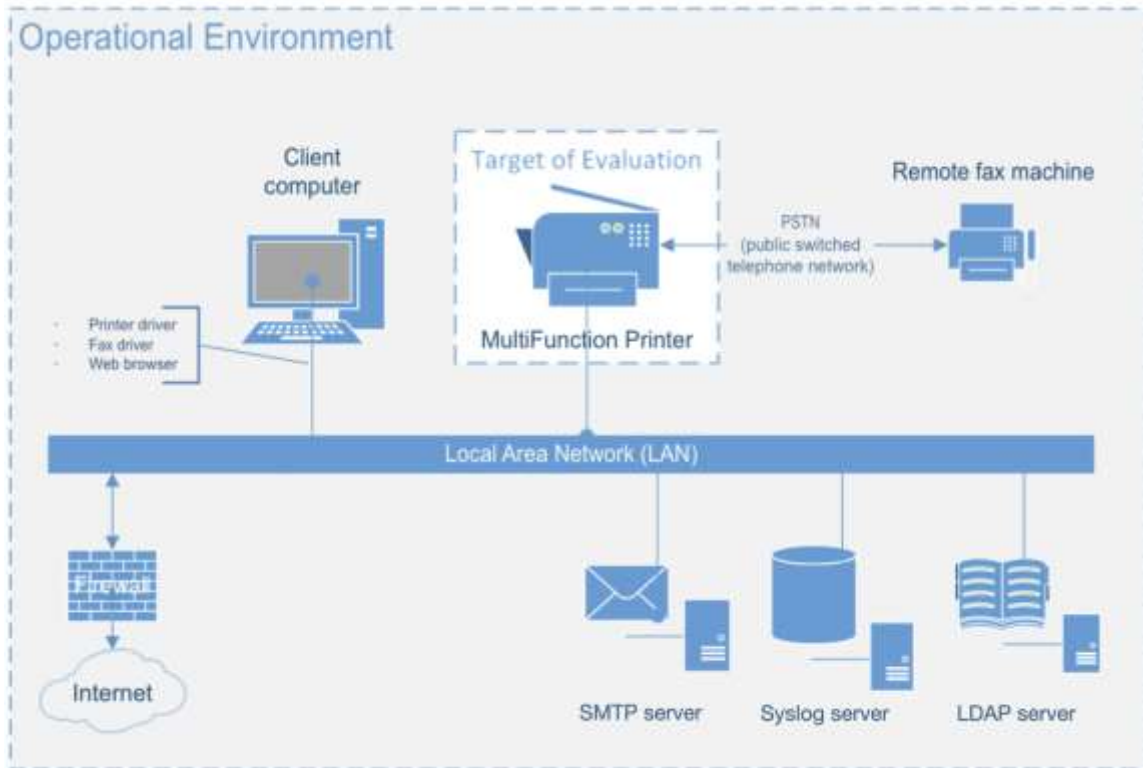 Operational Environment
Client
computer
Target of Evaluation
Remote fax machine
PSTN
(public switched
telephone network)
- Printer driver
- Fax driver
- Web browser
MultiFunction Printer
Local Area Network (LAN)
Firewall
Internet
SMTP server
Syslog server
LDAP server